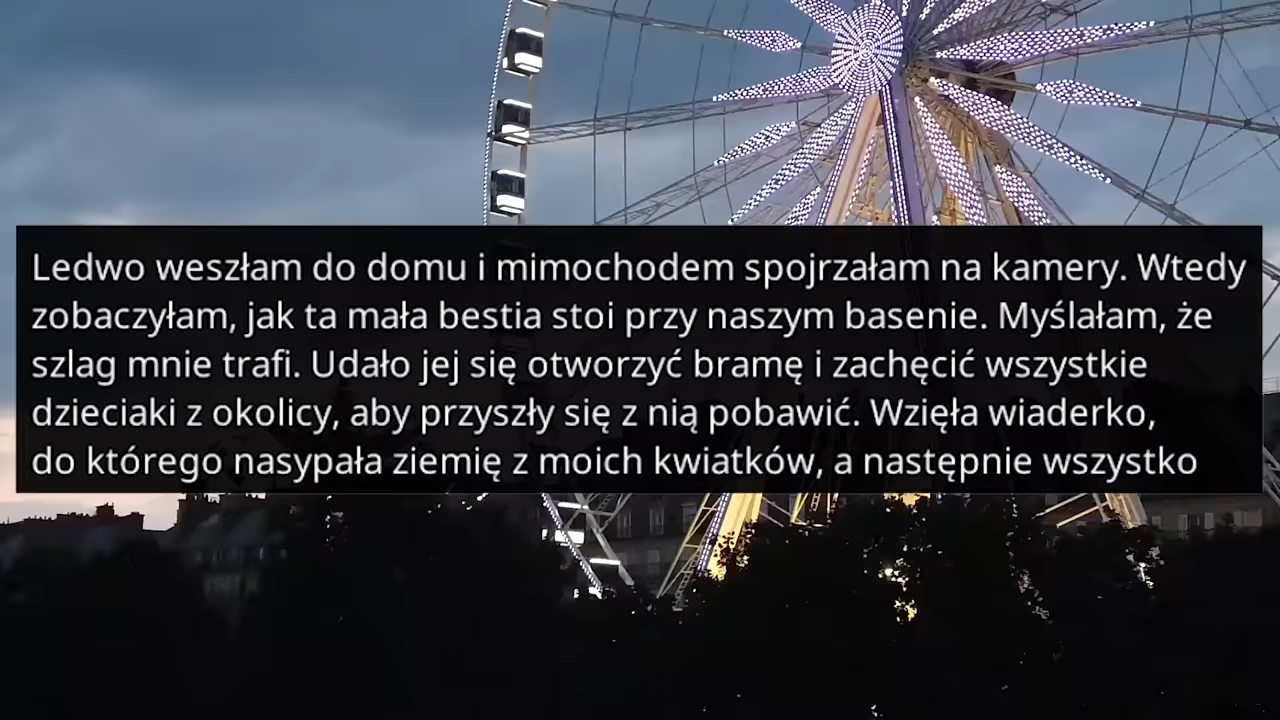 Ledwo weszłam do domu i mimochodem spojrzałam na kamery. Wtedy
zobaczyłam, jak ta mała bestia stoi przy naszym basenie. Myślałam, że
szlag mnie trafi. Udało jej się otworzyć bramę i zachęcić wszystkie
dzieciaki z okolicy, aby przyszły się z nią pobawić. Wzięła wiaderko,
do którego nasypała ziemię z moich kwiatków, a następnie wszystko